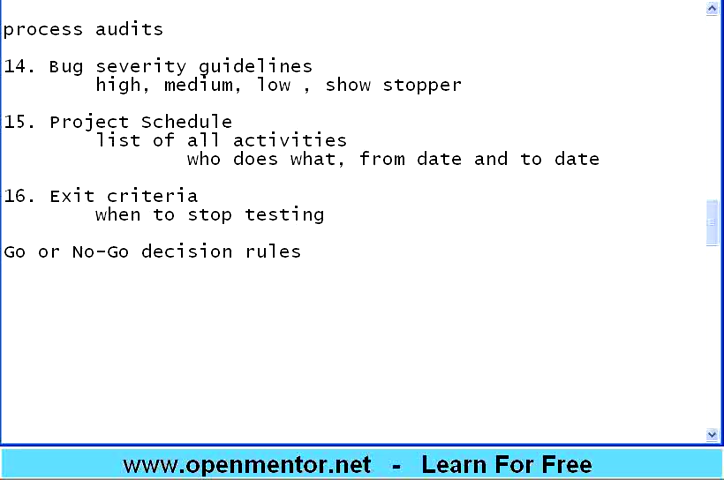 process audits
14. Bug severity guidelines
high, medium, low , show stopper
15. Project Schedule
list of all activities
who does what, from date and to date
16. Exit criteria
when to stop testing
Go or No-Go decision rules
www.openmentor.net - Learn For Free